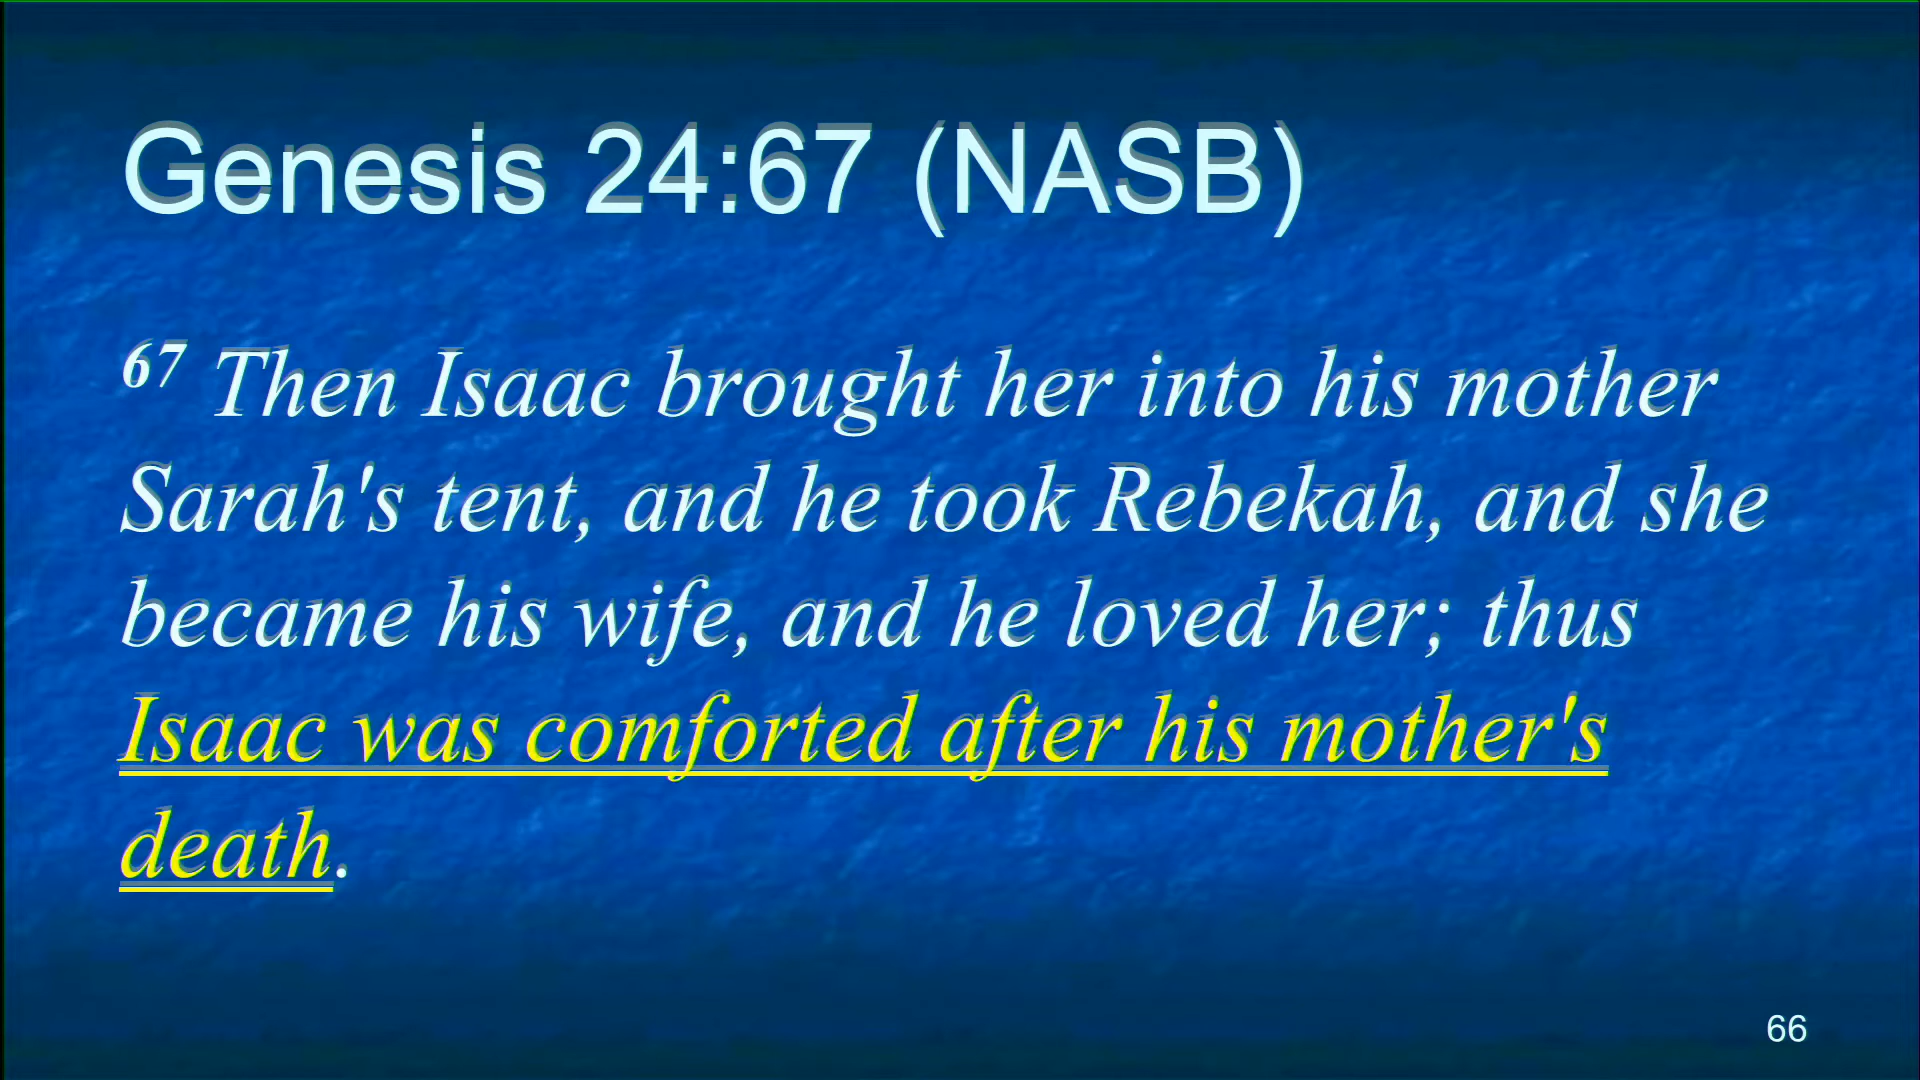 Genesis 24:67 (NASB)
67 Then Isaac brought her into his mother
Sarah's tent, and he took Rebekah, and she
became his wife, and he loved her; thus
Isaac was comforted after his mother's
death.
66